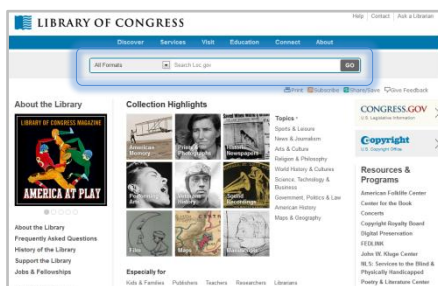 LIBRARY OF CONGRESS
Help | Contact | Ask a Librarian
Discover Services Visit Education Connect About
All Formats Search Loc.gov GO
Print Subscribe Share/Save Give Feedback
About the Library
LIBRARY OF CONGRESS MAGAZINE
AMERICA AT PLAY
About the Library
Frequently Asked Questions
History of the Library
Support the Library
Jobs & Fellowships
Collection Highlights
American
Memory
Prints
Photographs
Historic
Newspapers
Performing
Arts
Veterans
History
Sound
Recordings
Film
Maps
Manuscripts
Topics
Sports & Leisure
News & Journalism
Arts & Culture
Religion & Philosophy
World History & Cultures
Science, Technology &
Business
Government, Politics & Law
American History
Maps & Geography
Especially for
Kids & Families Publishers Teachers Researchers Librarians
CONGRESS.GOV
U.S. Legislative Information
Copyright
U.S. Copyright Office
Resources &
Programs
American Folklife Center
Center for the Book
Concerts
Copyright Royalty Board
Digital Preservation
FEDLINK
John W. Kluge Center
NLS: Services to the Blind &
Physically Handicapped
Poetry & Literature Center